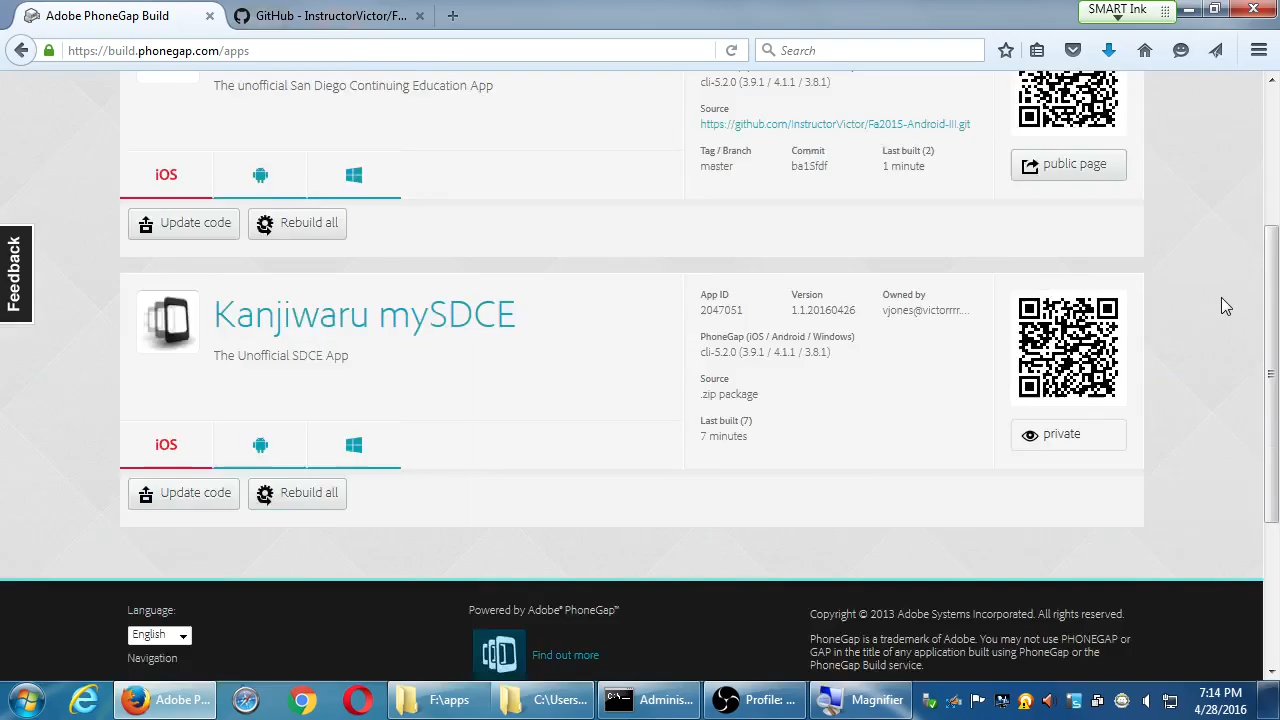 Adobe PhoneGap Build
GitHub - InstructorVictor/F...
SMART Ink
https://build.phonegap.com/apps
Search
The unofficial San Diego Continuing Education App
cli-5.2.0 (3.9.1 / 4.1.1 / 3.8.1)
Source
https://github.com/InstructorVictor/Fa2015-Android-III.git
Tag / Branch Commit Last built (2)
master ba15fdf 1 minute
public page
iOS
Update code Rebuild all
Feedback
Kanjiwaru mySDCE
The Unofficial SDCE App
App ID Version Owned by
2047051 1.1.20160426 vjones@victorrrr....
PhoneGap (iOS / Android / Windows)
cli-5.2.0 (3.9.1 / 4.1.1 / 3.8.1)
Source
.zip package
Last built (7)
7 minutes
private
iOS
Update code Rebuild all
Language:
English
Navigation
Powered by Adobe® PhoneGap™
Find out more
Copyright © 2013 Adobe Systems Incorporated. All rights reserved.
PhoneGap is a trademark of Adobe. You may not use PHONEGAP or
GAP in the title of any application built using PhoneGap or the
PhoneGap Build service.
Adobe P...
F:\apps
C:\Users...
Adminis...
Profile: ...
Magnifier
7:14 PM
4/28/2016